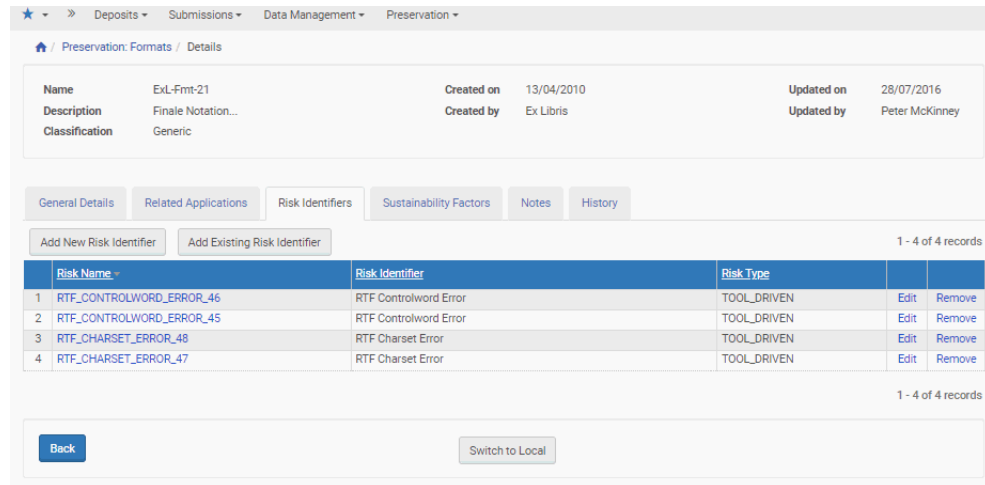 Deposits Submissions Data Management Preservation
/ Preservation: Formats / Details
Name ExL-Fmt-21 Created on 13/04/2010 Updated on 28/07/2016
Description Finale Notation... Created by Ex Libris Updated by Peter McKinney
Classification Generic
General Details Related Applications Risk Identifiers Sustainability Factors Notes History
Add New Risk Identifier Add Existing Risk Identifier 1 - 4 of 4 records
Risk Name Risk Identifier Risk Type
1 RTF_CONTROLWORD_ERROR_46 RTF Controlword Error TOOL_DRIVEN Edit Remove
2 RTF_CONTROLWORD_ERROR_45 RTF Controlword Error TOOL_DRIVEN Edit Remove
3 RTF_CHARSET_ERROR_48 RTF Charset Error TOOL_DRIVEN Edit Remove
4 RTF_CHARSET_ERROR_47 RTF Charset Error TOOL_DRIVEN Edit Remove
1 - 4 of 4 records
Back Switch to Local